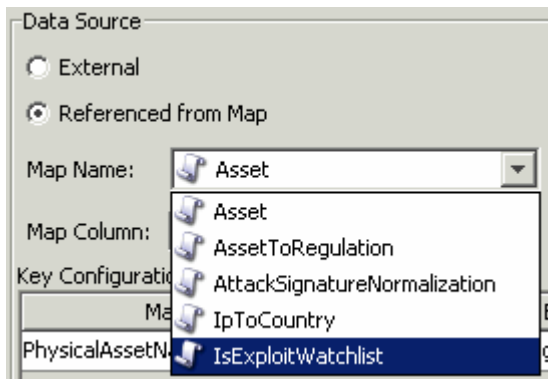 Data Source
External
Referenced from Map
Map Name: Asset
Asset
Map Column:
AssetToRegulation
Key Configuratio
AttackSignatureNormalization
Ma
IpToCountry
PhysicalAssetN
IsExploitWatchlist